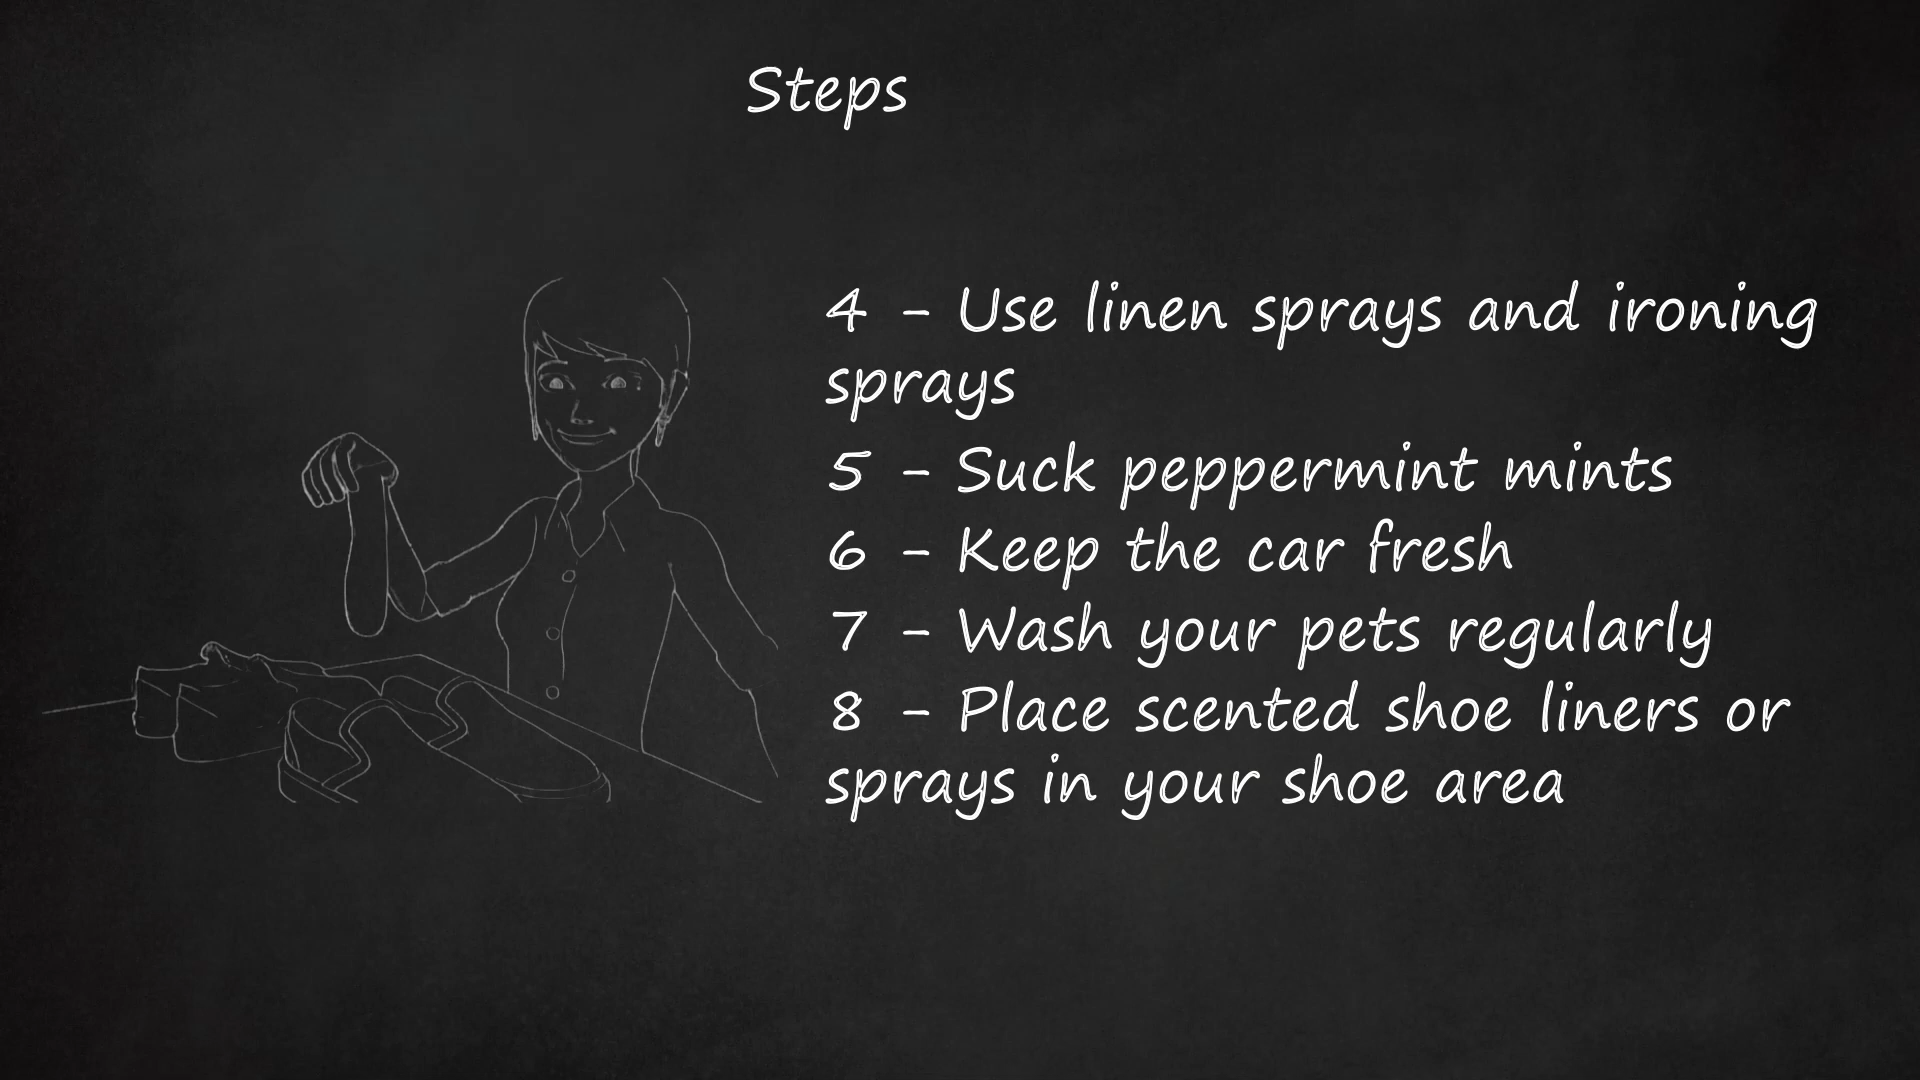 Steps
4 - Use linen sprays and ironing
sprays
5 - Suck peppermint mints
6 - Keep the car fresh
7 - Wash your pets regularly
8 - Place scented shoe liners or
sprays in your shoe area